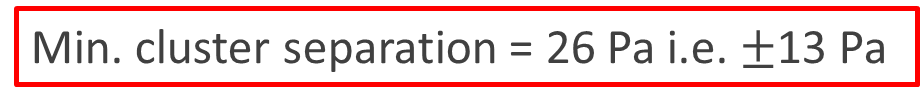 Min. cluster separation = 26 Pa i.e. ±13 Pa